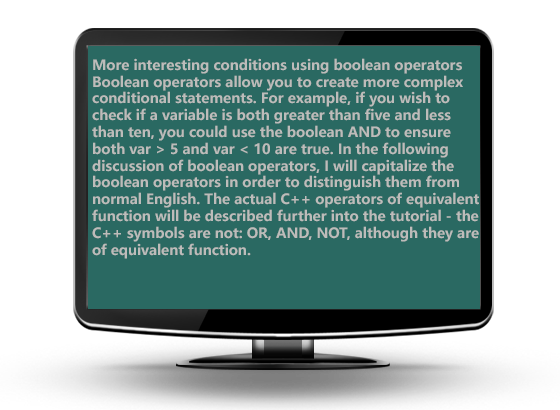 More interesting conditions using boolean operators
Boolean operators allow you to create more complex
conditional statements. For example, if you wish to
check if a variable is both greater than five and less
than ten, you could use the boolean AND to ensure
both var > 5 and var < 10 are true. In the following
discussion of boolean operators, I will capitalize the
boolean operators in order to distinguish them from
normal English. The actual C++ operators of equivalent
function will be described further into the tutorial - the
C++ symbols are not: OR, AND, NOT, although they are
of equivalent function.